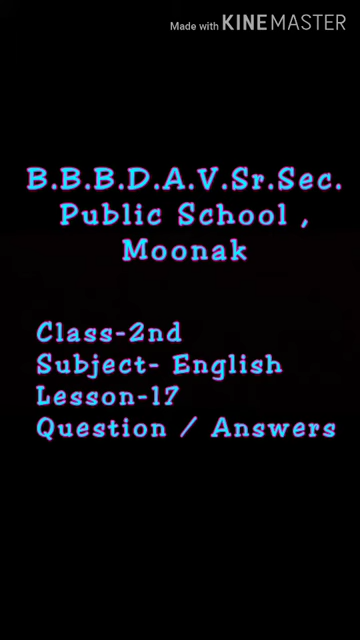 Made with KINEMASTER
B.B.B.D.A.V.Sr.Sec.
Public School ,
Moonak
Class-2nd
Subject- English
Lesson-17
Question / Answers